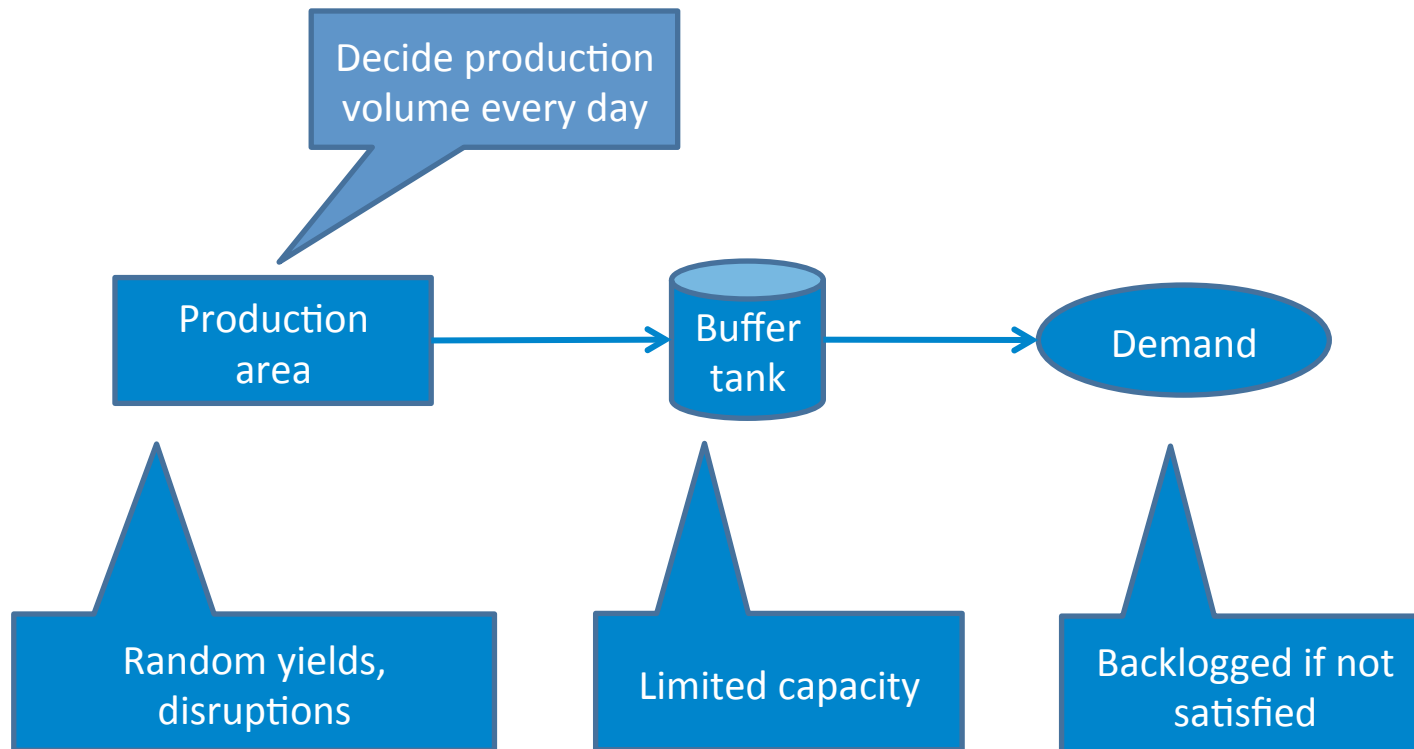 Decide production
volume every day
Production
area
Buffer
tank
Demand
Random yields,
disruptions
Limited capacity
Backlogged if not
satisfied